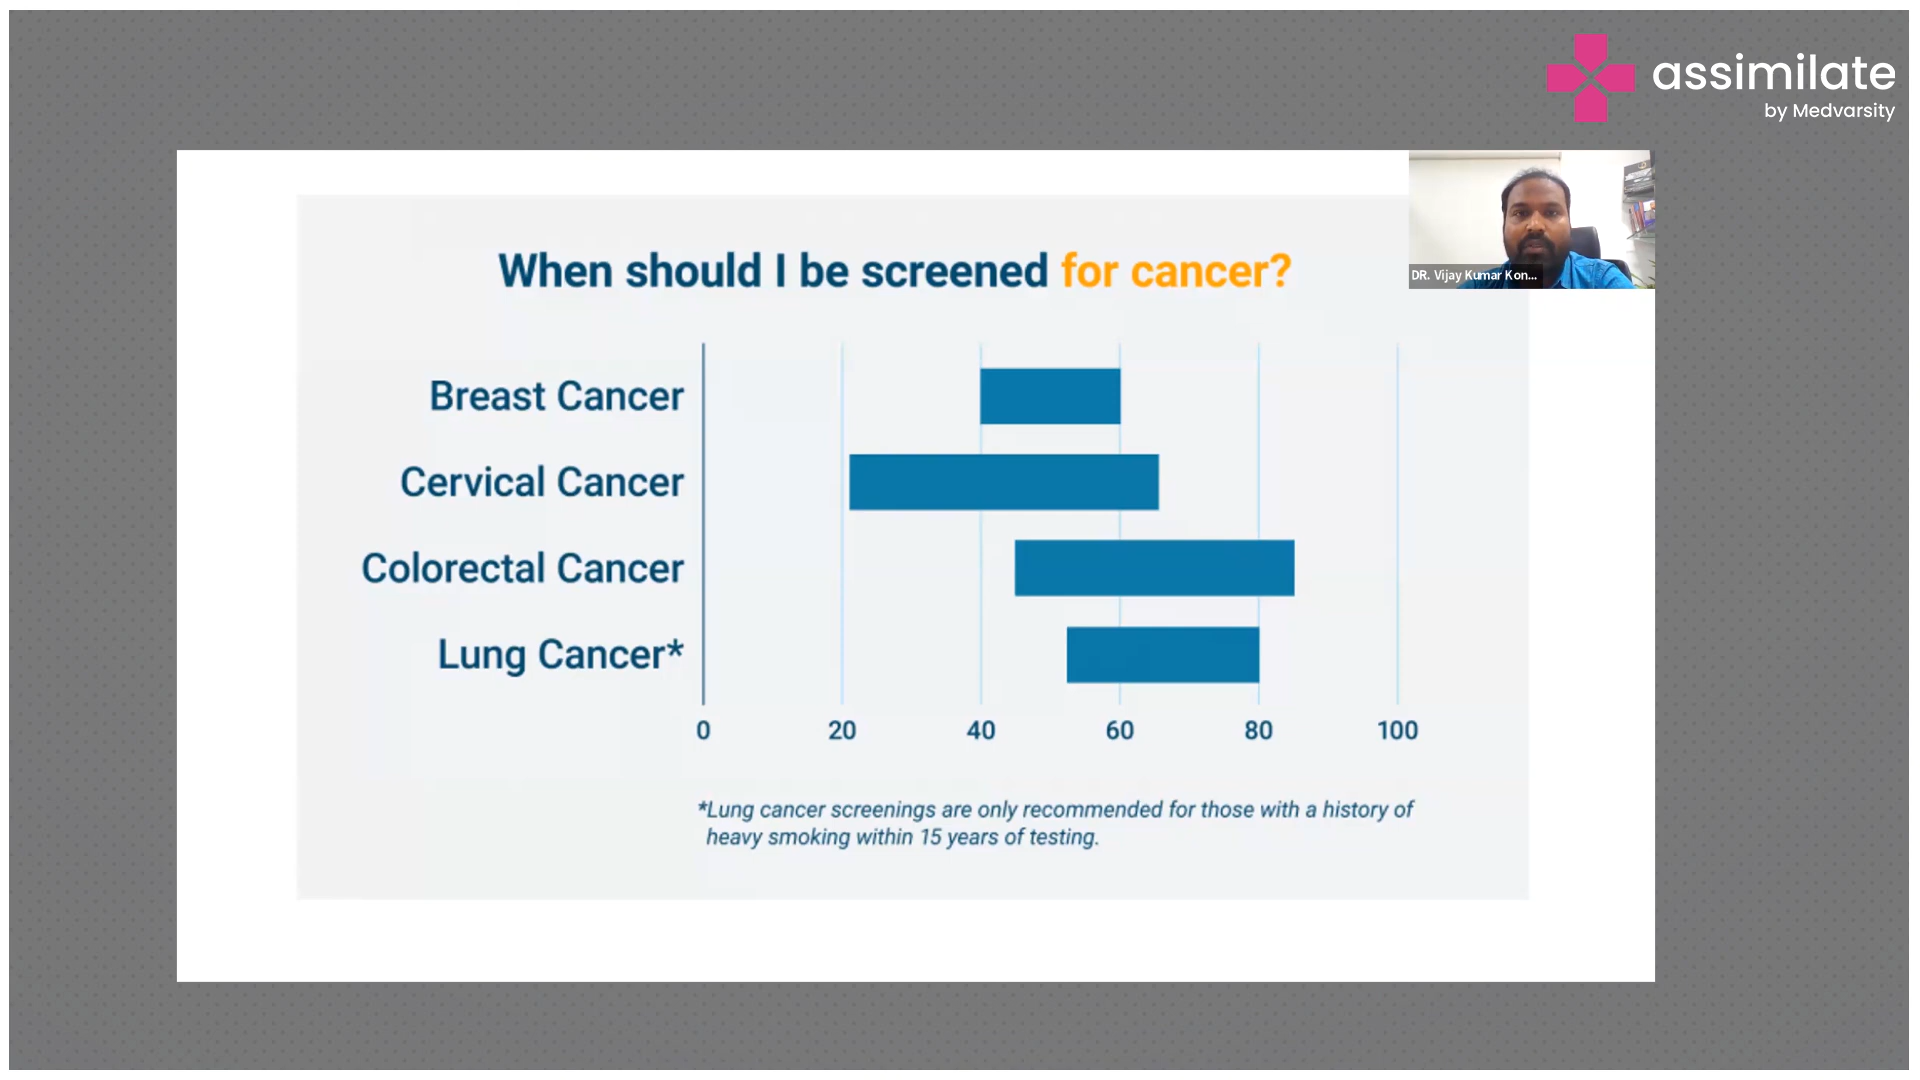 assimilate
by Medvarsity
DR. Vijay Kumar Kon...
When should I be screened for cancer?
Breast Cancer
Cervical Cancer
Colorectal Cancer
Lung Cancer*
0 20 40 60 80 100
*Lung cancer screenings are only recommended for those with a history of
heavy smoking within 15 years of testing.